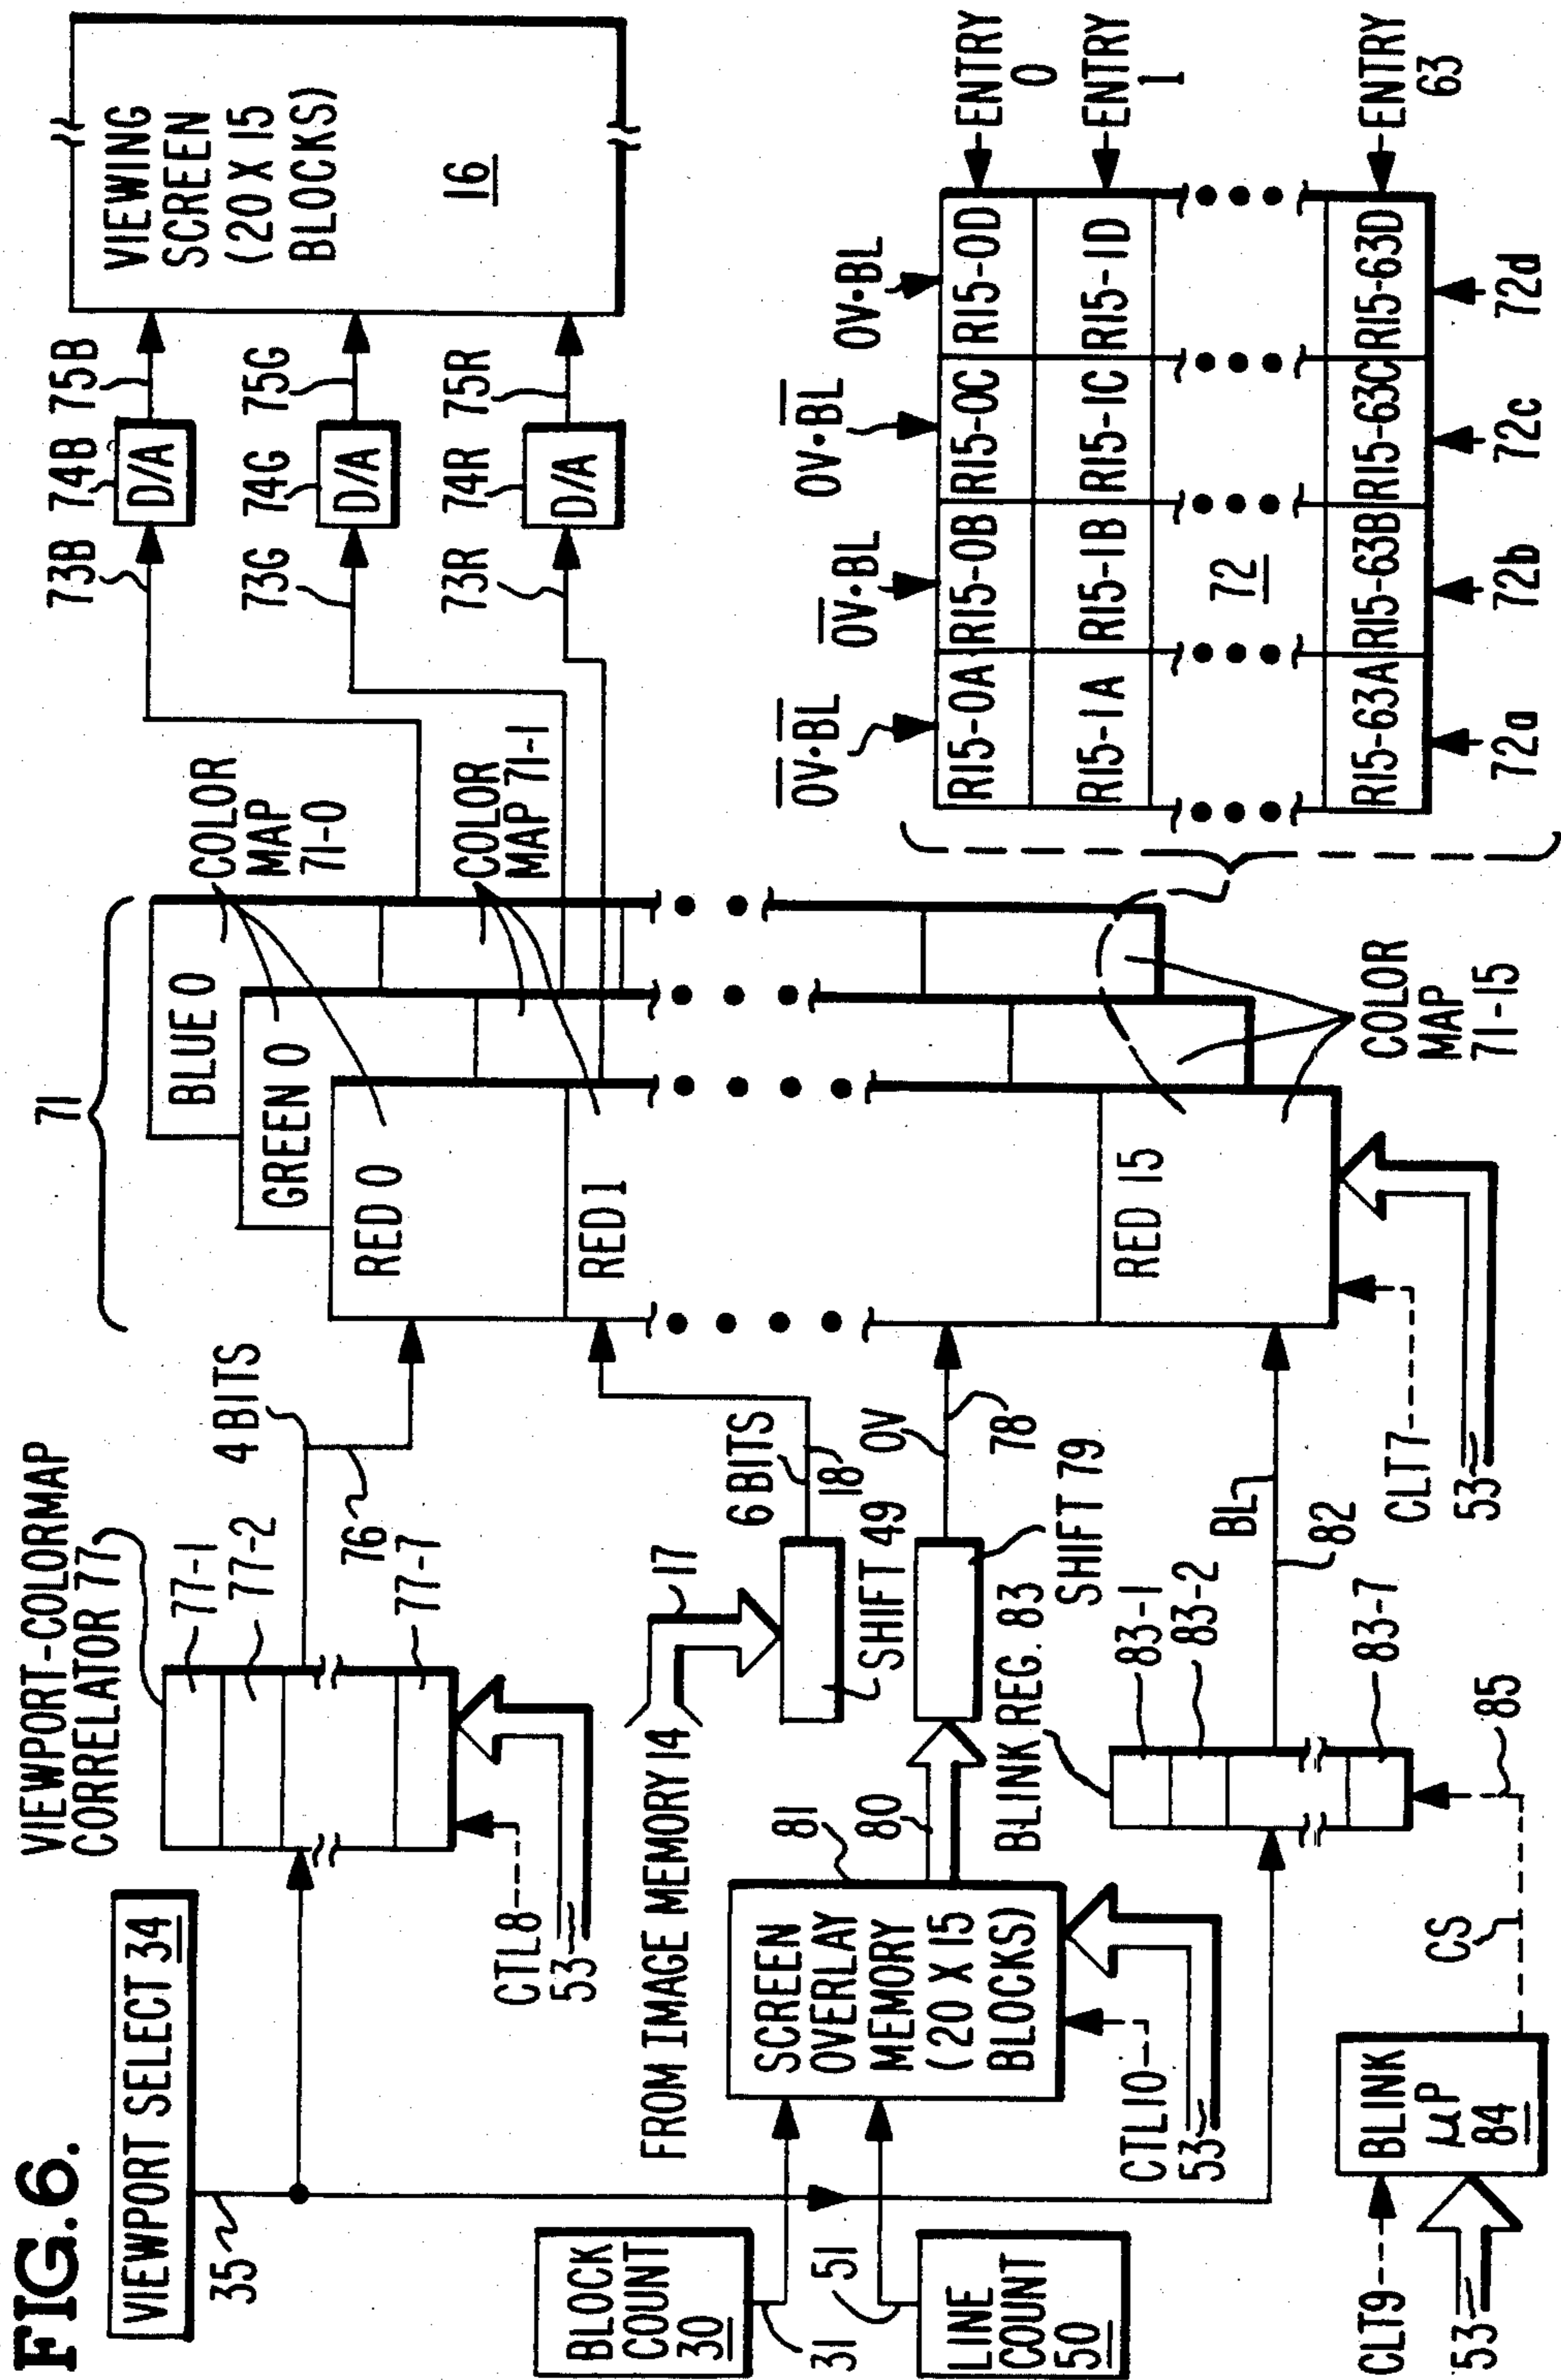 FIG. 6.
VIEWPORT SELECT 34
35
VIEWPORT-COLORMAP
CORRELATOR 77
77-1
77-2
77-7
4 BITS
76
CTL8
53
BLOCK
COUNT
30
31
LINE
COUNT
50
51
FROM IMAGE MEMORY 14
17
SHIFT 49
6 BITS
18
SCREEN
OVERLAY
MEMORY
(20 X 15
BLOCKS)
81
80
CTL10
53
OV
78
SHIFT 79
BLINK REG. 83
83-1
83-2
83-7
BL
82
85
CS
BLINK
μP
84
CLT9
53
CLT7
53
71
BLUE 0
GREEN 0
RED 0
RED 1
RED 15
COLOR
MAP
71-0
COLOR
MAP 71-1
COLOR
MAP
71-15
73B
74B
75B
D/A
73G
74G
75G
D/A
73R
74R
75R
D/A
VIEWING
SCREEN
(20 X 15
BLOCKS)
16
O̅V̅·B̅L̅
O̅V̅·BL
OV·B̅L̅
OV·BL
R15-0A R15-0B R15-0C R15-0D
ENTRY
0
R15-1A R15-1B R15-1C R15-1D
ENTRY
1
72
R15-63A R15-63B R15-63C R15-63D
ENTRY
63
72a
72b
72c
72d